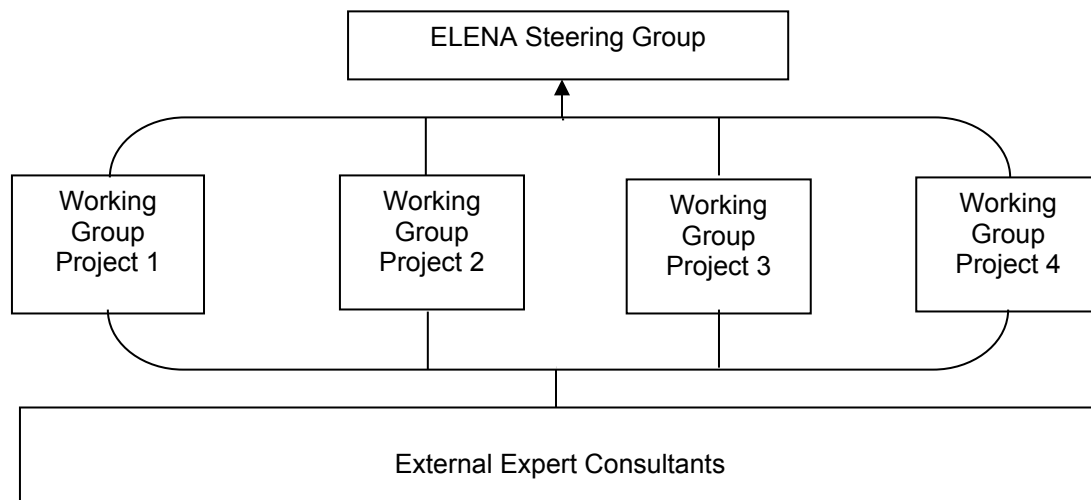 ELENA Steering Group
Working
Group
Project 1
Working
Group
Project 2
Working
Group
Project 3
Working
Group
Project 4
External Expert Consultants